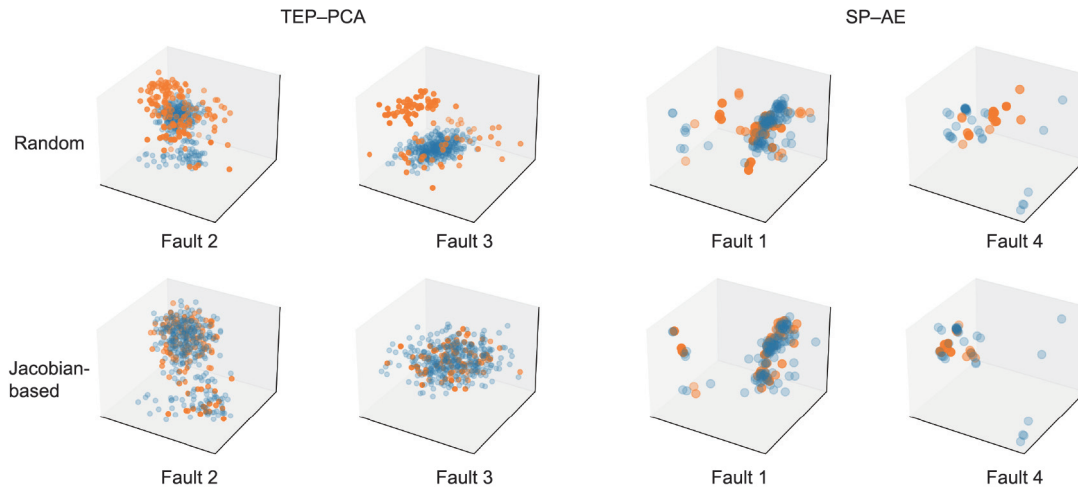 TEP–PCA
SP–AE
Random
Fault 2
Fault 3
Fault 1
Fault 4
Jacobian-
based
Fault 2
Fault 3
Fault 1
Fault 4